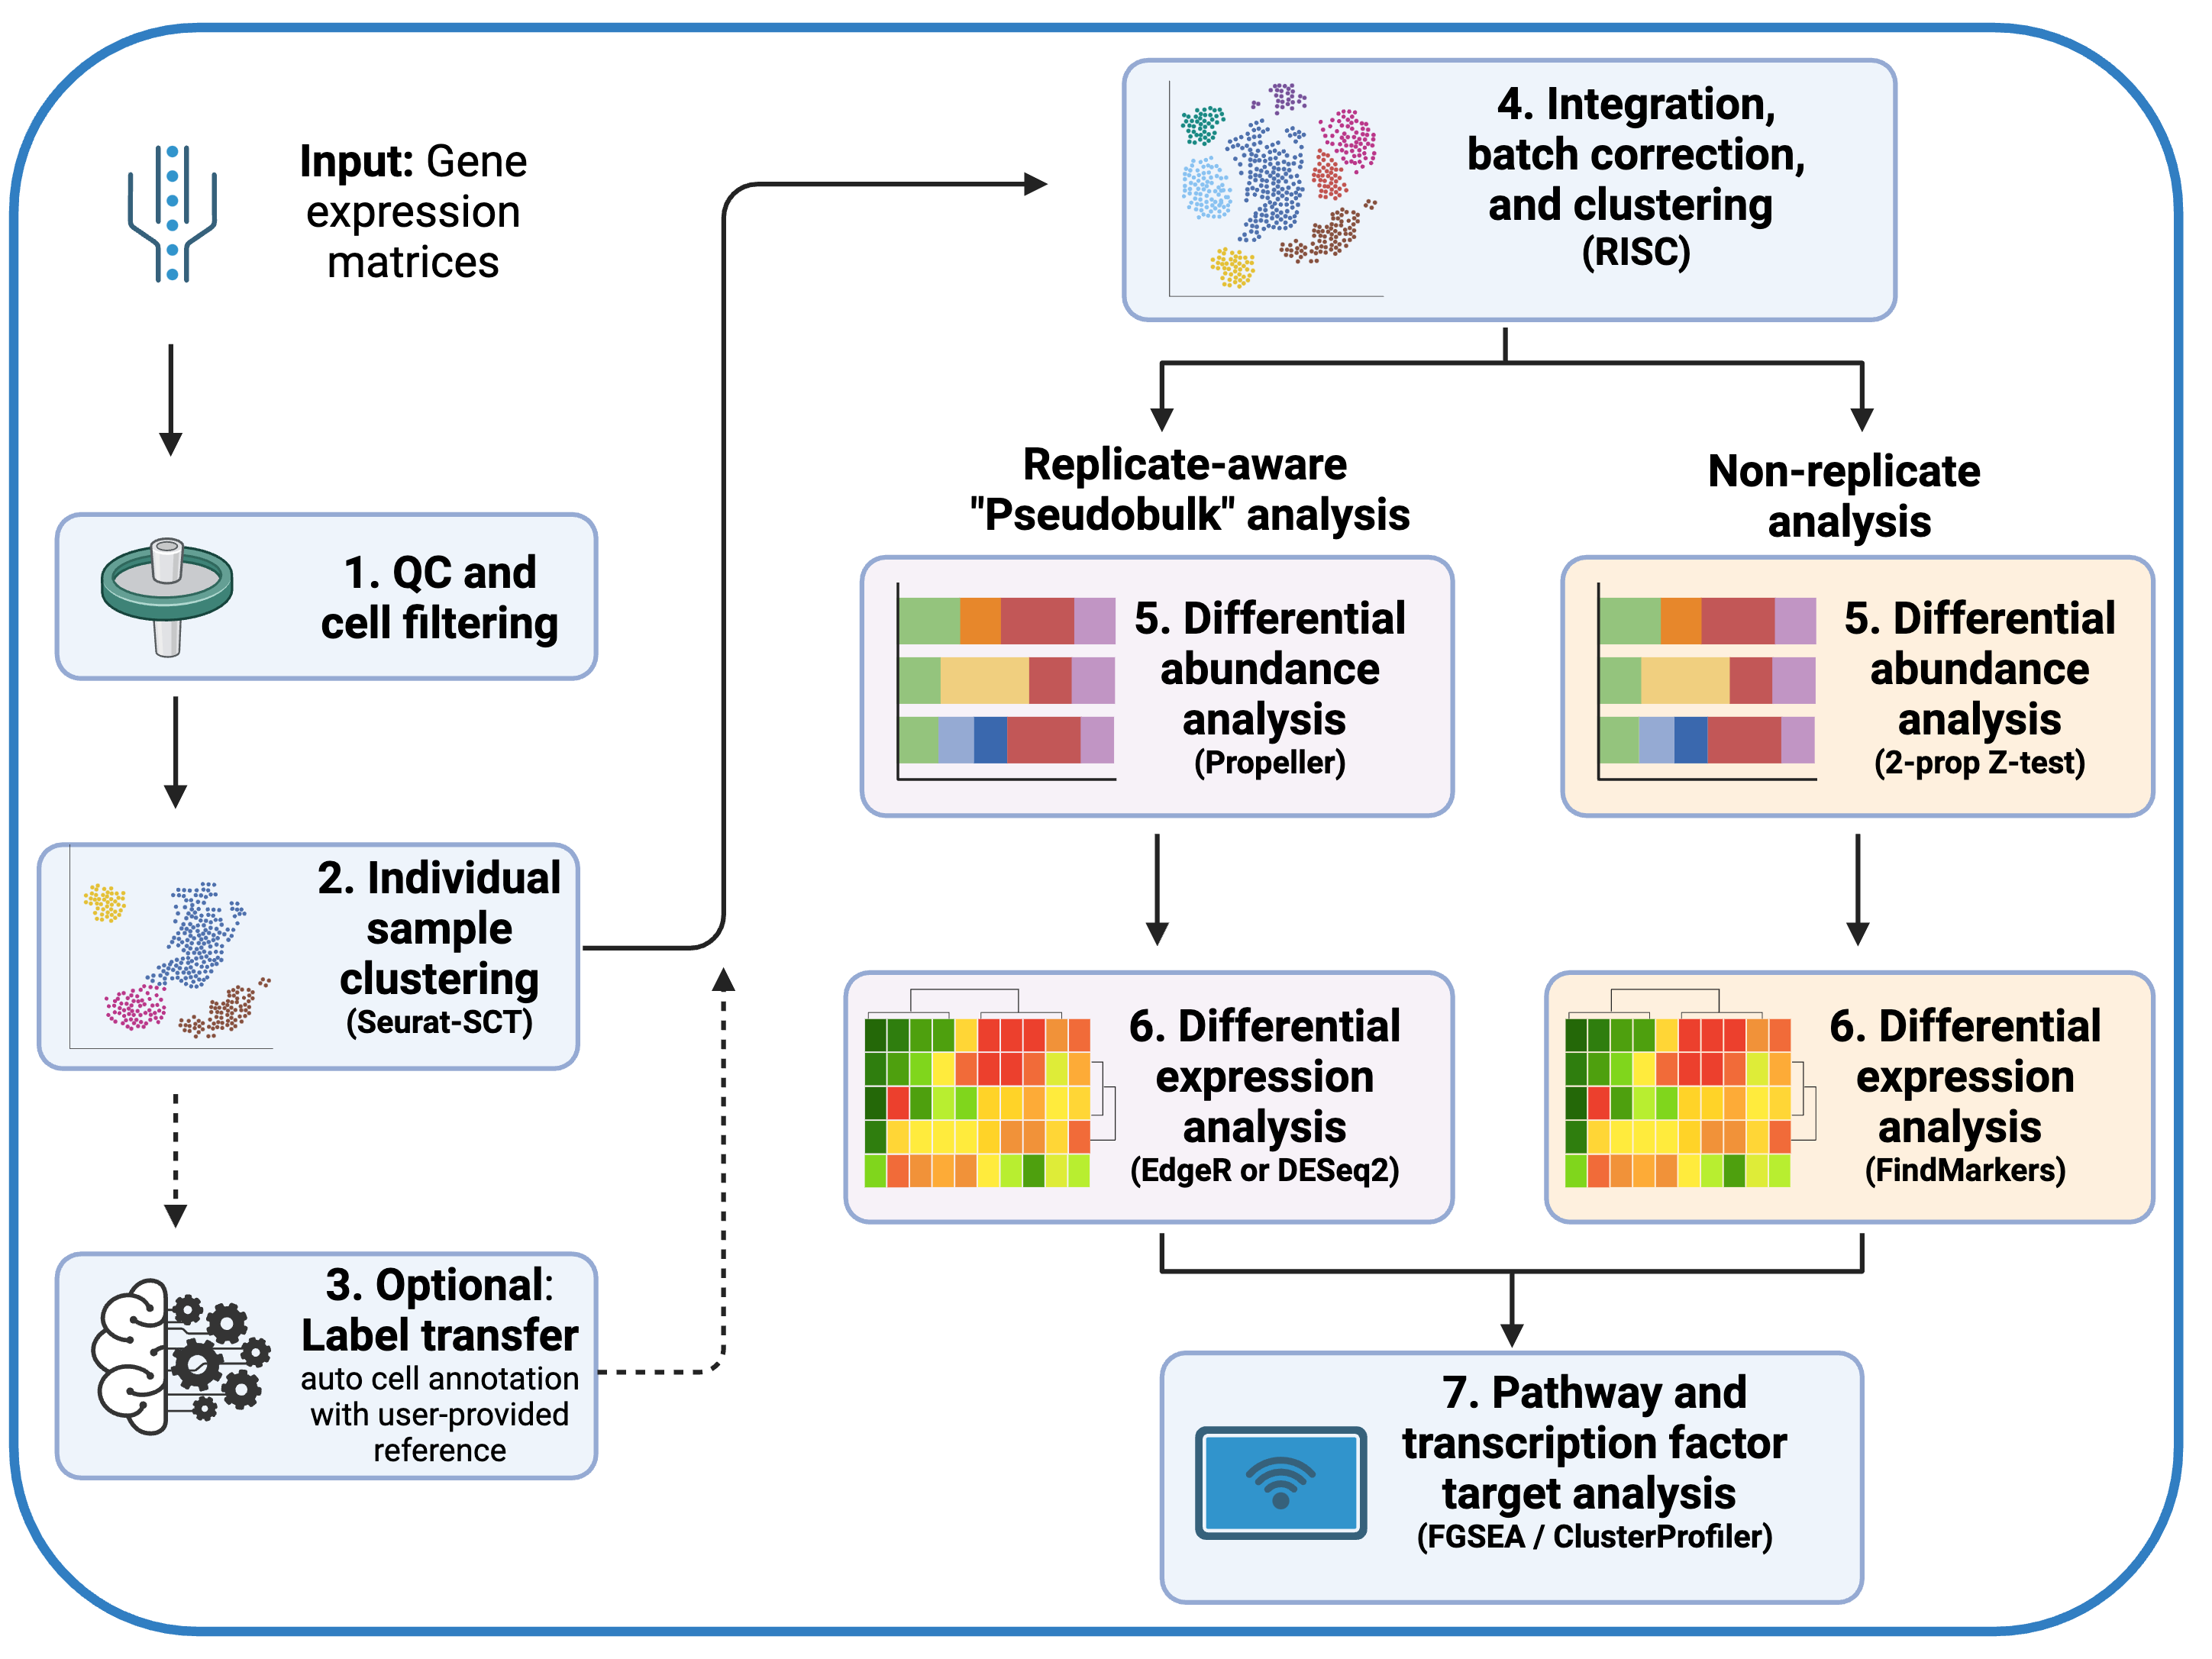 Input: Gene
expression
matrices
1. QC and
cell filtering
2. Individual
sample
clustering
(Seurat-SCT)
3. Optional:
Label transfer
auto cell annotation
with user-provided
reference
4. Integration,
batch correction,
and clustering
(RISC)
Replicate-aware
"Pseudobulk" analysis
5. Differential
abundance
analysis
(Propeller)
6. Differential
expression
analysis
(EdgeR or DESeq2)
Non-replicate
analysis
5. Differential
abundance
analysis
(2-prop Z-test)
6. Differential
expression
analysis
(FindMarkers)
7. Pathway and
transcription factor
target analysis
(FGSEA / ClusterProfiler)